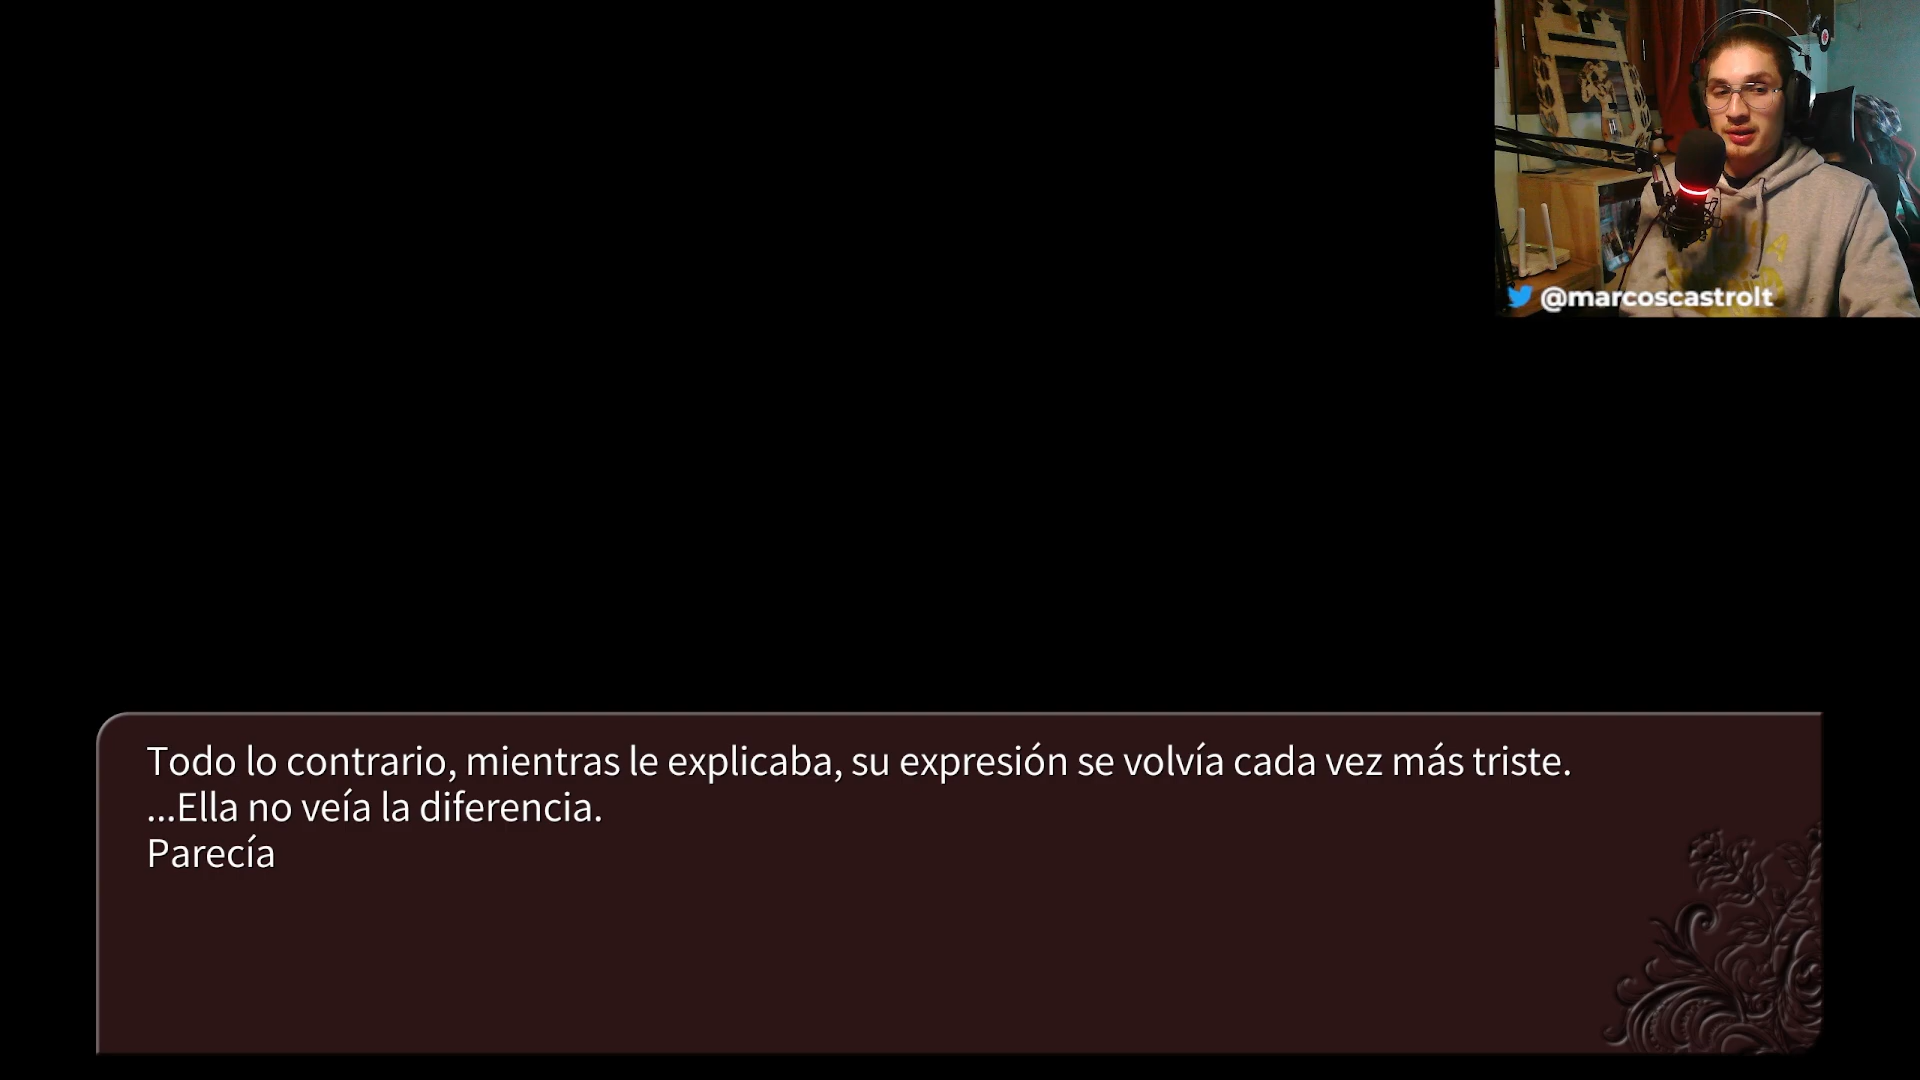 @marcoscastrolt
Todo lo contrario, mientras le explicaba, su expresión se volvía cada vez más triste.
...Ella no veía la diferencia.
Parecía